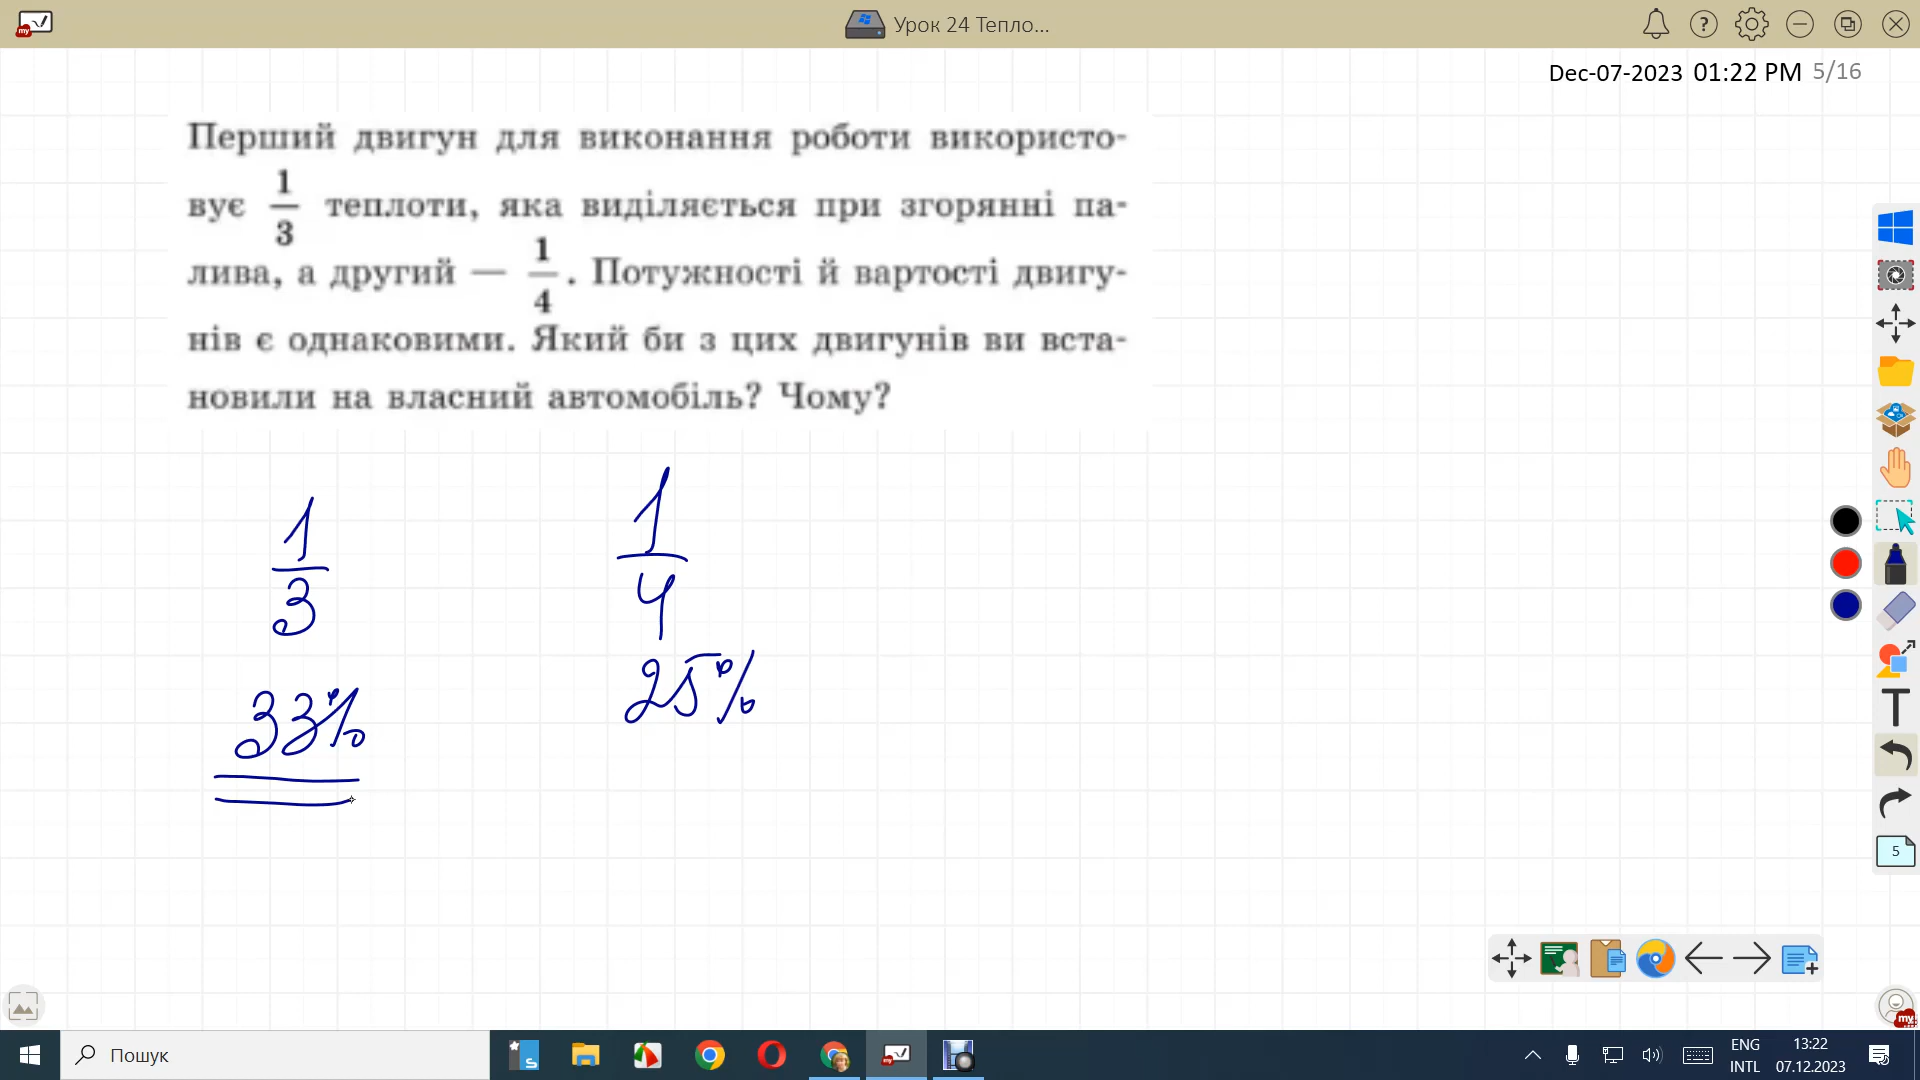 Урок 24 Тепло...
Dec-07-2023 01:22 PM 5/16
Перший двигун для виконання роботи використо-
вує 1/3 теплоти, яка виділяється при згорянні па-
лива, а другий — 1/4. Потужності й вартості двигу-
нів є однаковими. Який би з цих двигунів ви вста-
новили на власний автомобіль? Чому?
1/3
1/4
33%
25%
T
5
my
my
Пошук
ENG
INTL
13:22
07.12.2023